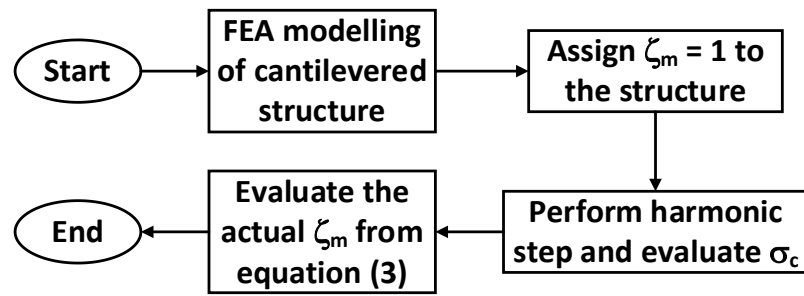 Start
FEA modelling
of cantilevered
structure
Assign ζₘ = 1 to
the structure
Perform harmonic
step and evaluate σ꜀
Evaluate the
actual ζₘ from
equation (3)
End